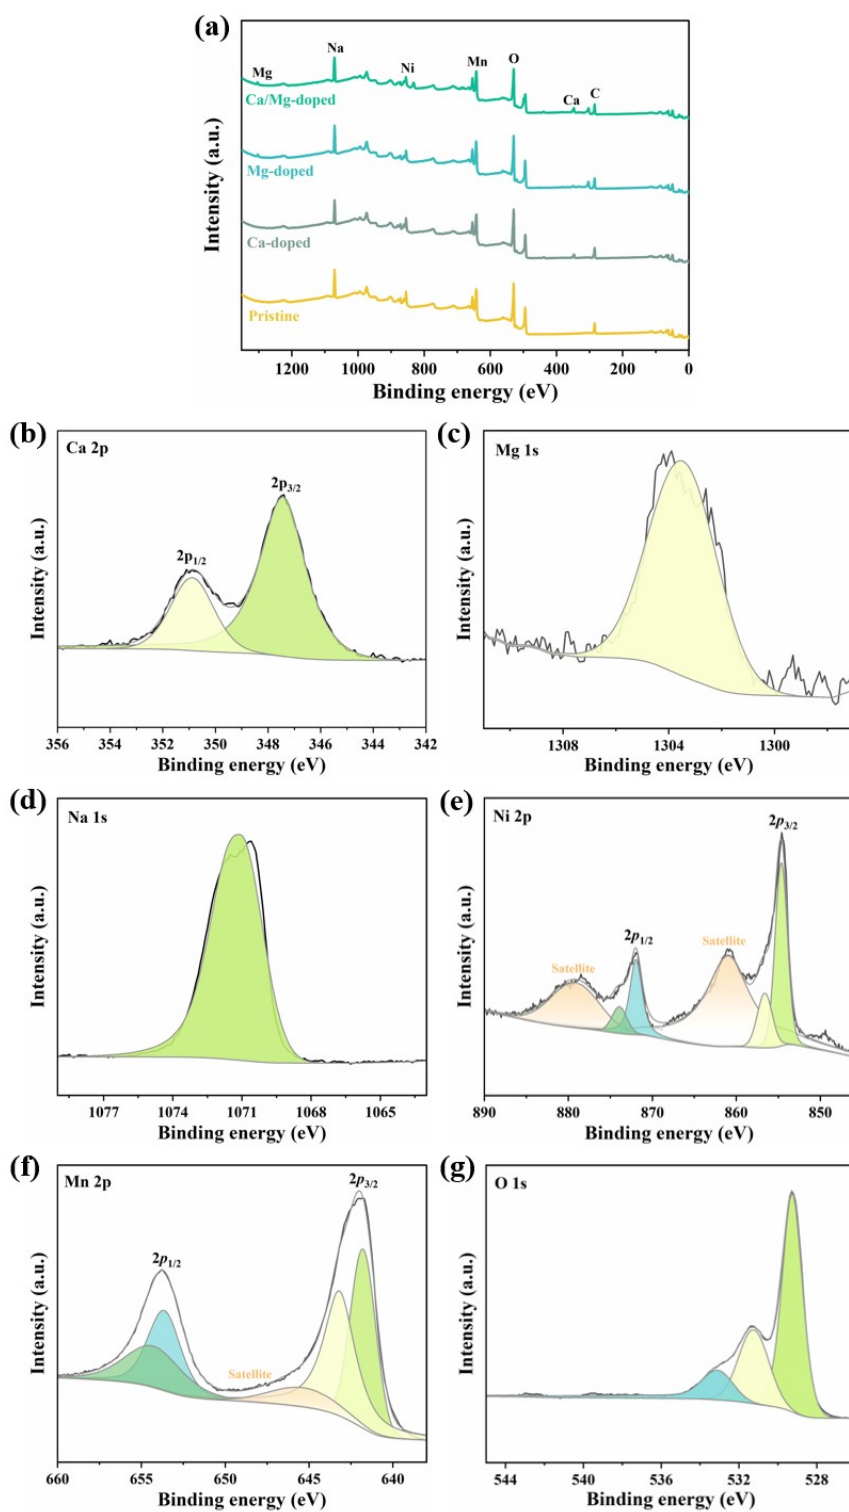 (a)
Mg
Na
Ni
Mn
O
Ca
C
Ca/Mg-doped
Mg-doped
Ca-doped
Pristine
Intensity (a.u.)
1200 1000 800 600 400 200 0
Binding energy (eV)
(b)
Ca 2p
2p1/2
2p3/2
Intensity (a.u.)
356 354 352 350 348 346 344 342
Binding energy (eV)
(c)
Mg 1s
Intensity (a.u.)
1308 1304 1300
Binding energy (eV)
(d)
Na 1s
Intensity (a.u.)
1077 1074 1071 1068 1065
Binding energy (eV)
(e)
Ni 2p
Satellite
2p1/2
Satellite
2p3/2
Intensity (a.u.)
890 880 870 860 850
Binding energy (eV)
(f)
Mn 2p
2p1/2
Satellite
2p3/2
Intensity (a.u.)
660 650 640
Binding energy (eV)
(g)
O 1s
Intensity (a.u.)
544 540 536 532 528
Binding energy (eV)